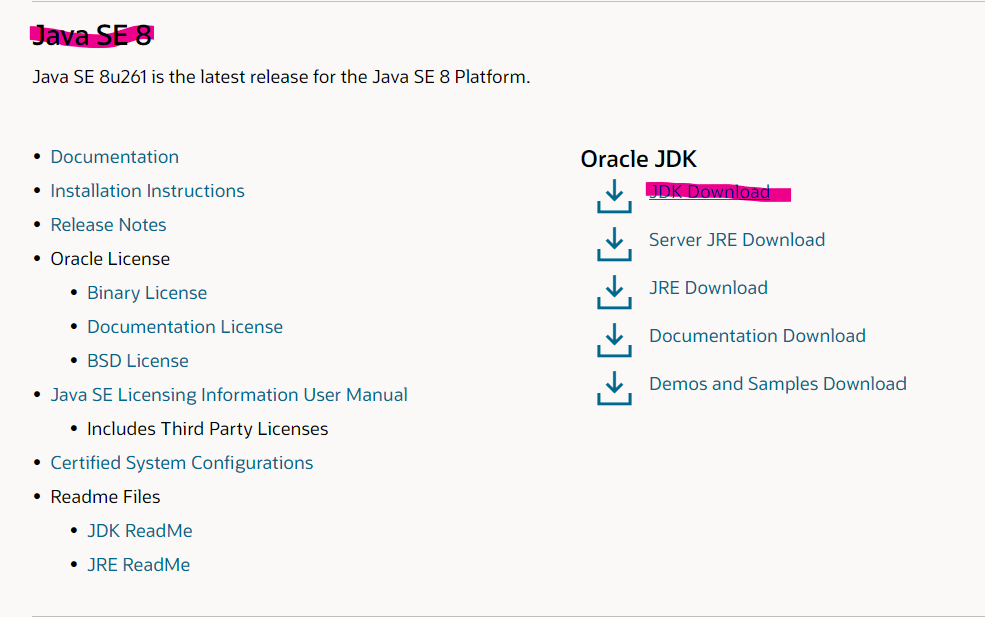 Java SE 8
Java SE 8u261 is the latest release for the Java SE 8 Platform.
Documentation
Installation Instructions
Release Notes
Oracle License
Binary License
Documentation License
BSD License
Java SE Licensing Information User Manual
Includes Third Party Licenses
Certified System Configurations
Readme Files
JDK ReadMe
JRE ReadMe
Oracle JDK
JDK Download
Server JRE Download
JRE Download
Documentation Download
Demos and Samples Download